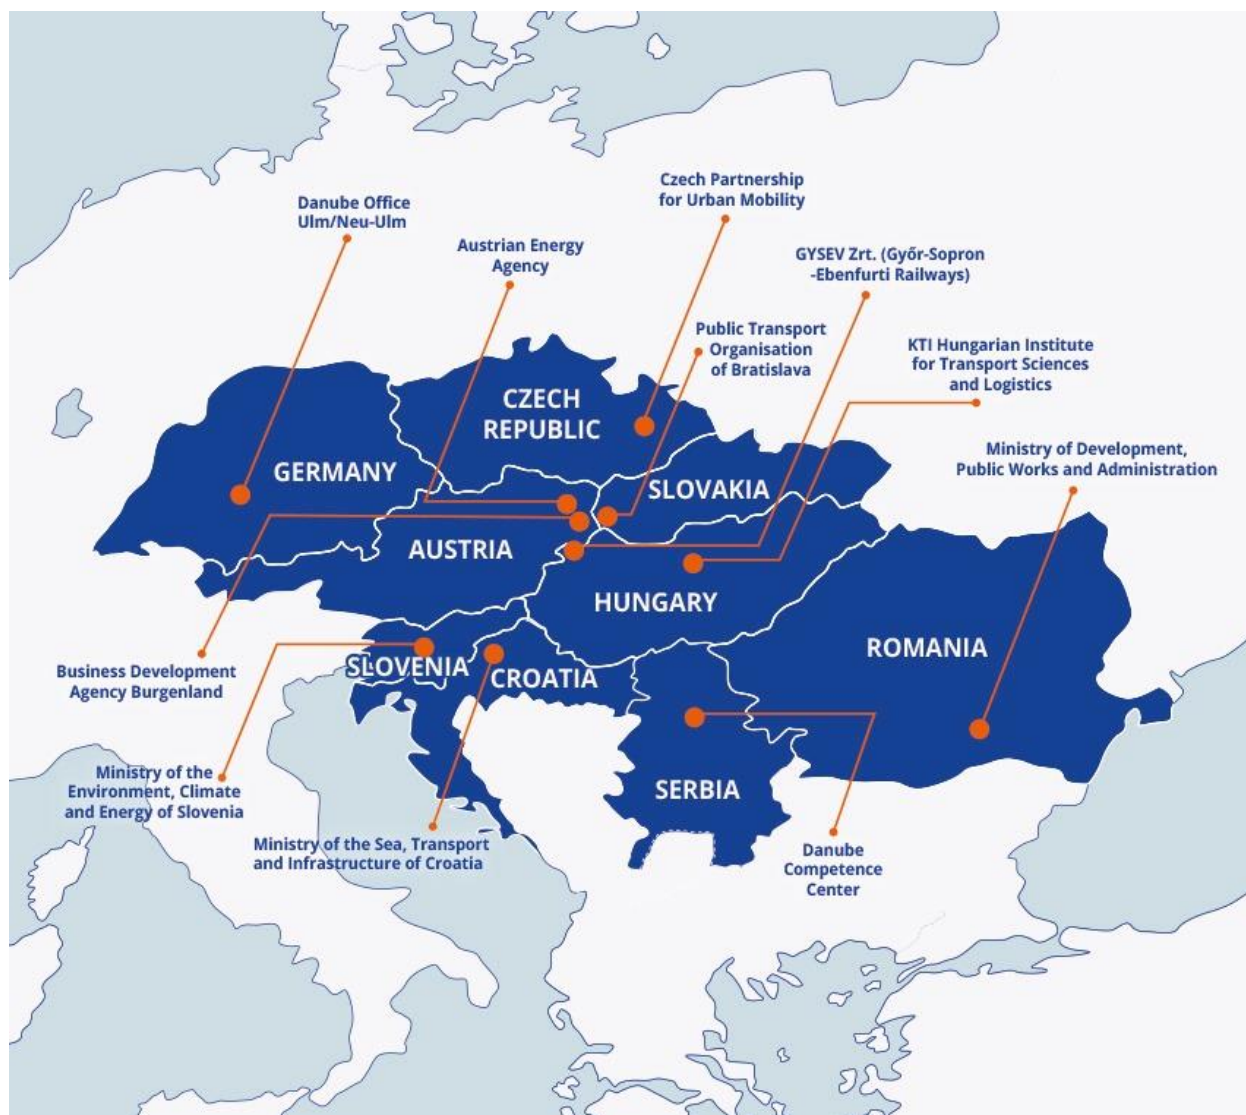 Czech Partnership
for Urban Mobility
Danube Office
Ulm/Neu-Ulm
Austrian Energy
Agency
GYSEV Zrt. (Győr-Sopron
-Ebenfurti Railways)
Public Transport
Organisation
of Bratislava
KTI Hungarian Institute
for Transport Sciences
and Logistics
CZECH
REPUBLIC
Ministry of Development,
Public Works and Administration
GERMANY
SLOVAKIA
AUSTRIA
HUNGARY
ROMANIA
SLOVENIA
CROATIA
Business Development
Agency Burgenland
SERBIA
Ministry of the
Environment, Climate
and Energy of Slovenia
Ministry of the Sea, Transport
and Infrastructure of Croatia
Danube
Competence
Center